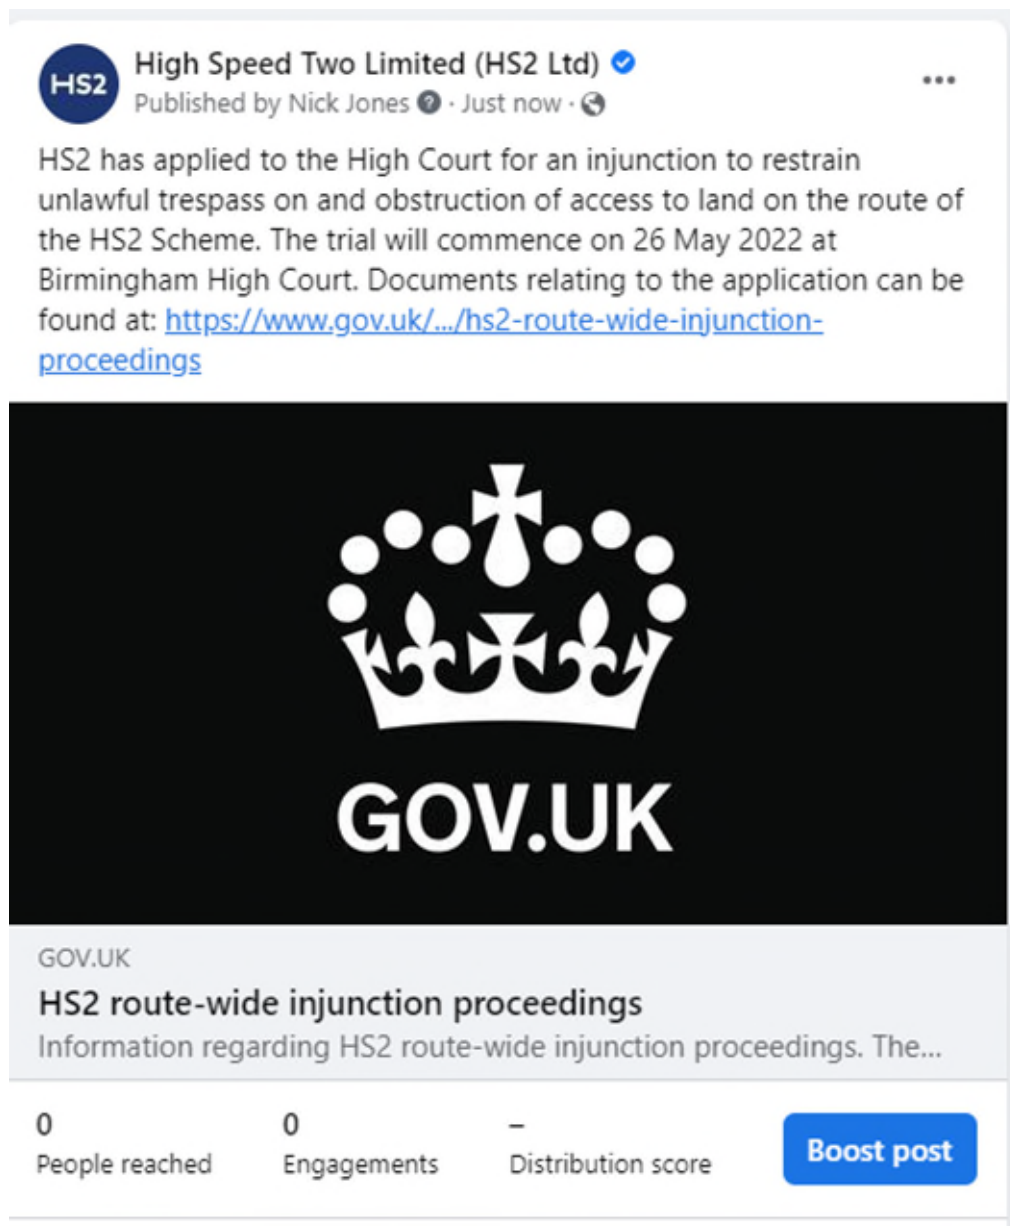 HS2
High Speed Two Limited (HS2 Ltd)
Published by Nick Jones ? · Just now ·
HS2 has applied to the High Court for an injunction to restrain
unlawful trespass on and obstruction of access to land on the route of
the HS2 Scheme. The trial will commence on 26 May 2022 at
Birmingham High Court. Documents relating to the application can be
found at: https://www.gov.uk/.../hs2-route-wide-injunction-
proceedings
GOV.UK
GOV.UK
HS2 route-wide injunction proceedings
Information regarding HS2 route-wide injunction proceedings. The...
0 0 –
People reached Engagements Distribution score
Boost post